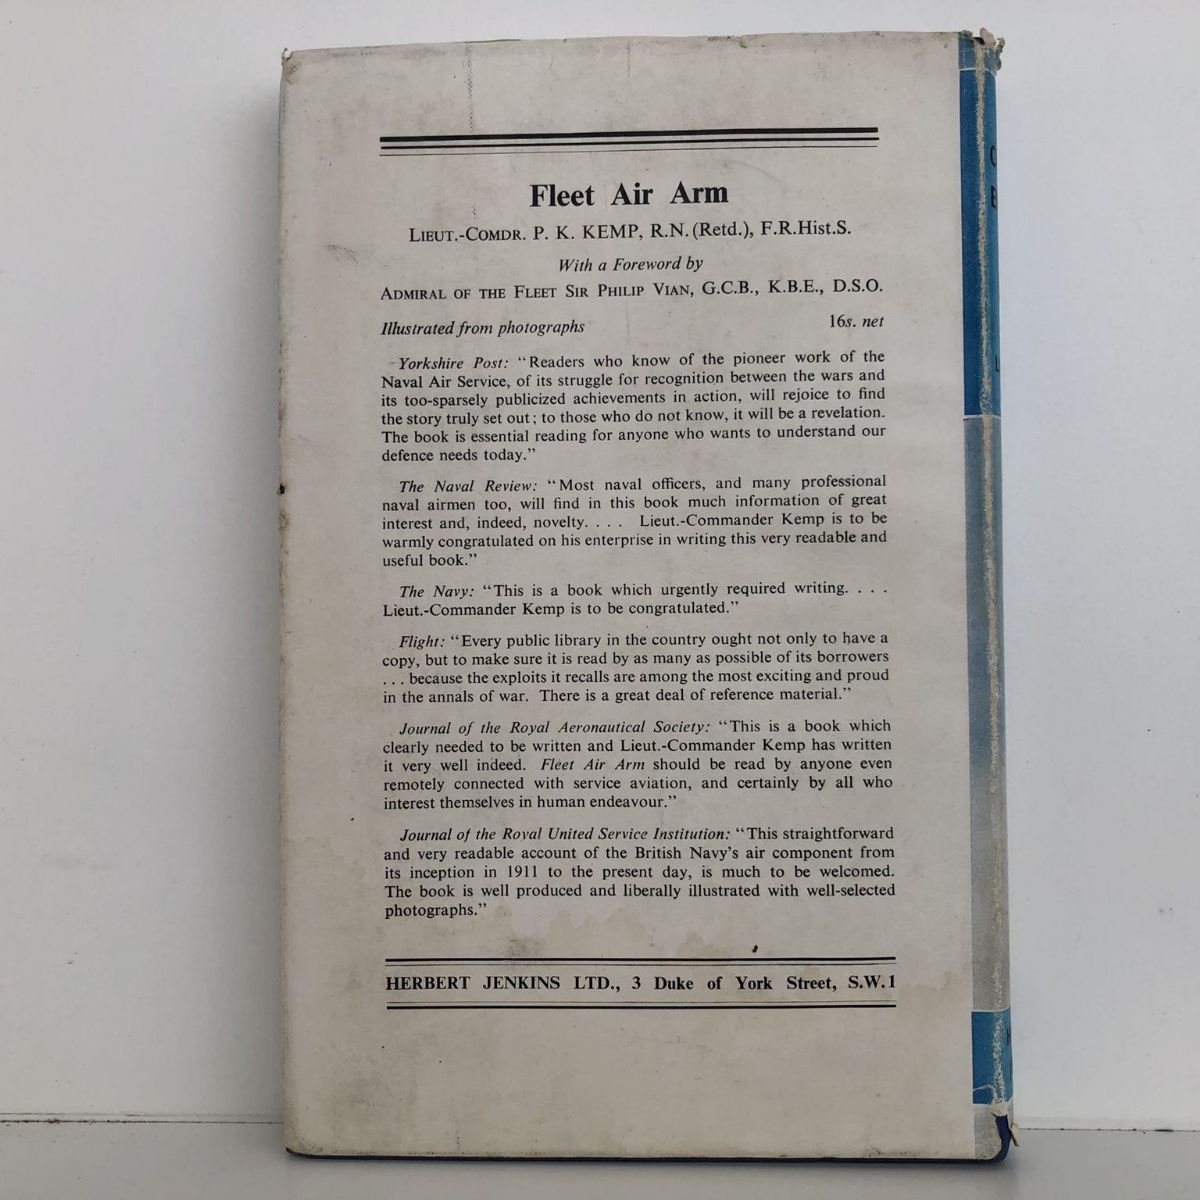 Fleet Air Arm
LIEUT.-COMDR. P. K. KEMP, R.N. (Retd.), F.R.Hist.S.
With a Foreword by
ADMIRAL OF THE FLEET SIR PHILIP VIAN, G.C.B., K.B.E., D.S.O.
Illustrated from photographs 16s. net
Yorkshire Post: "Readers who know of the pioneer work of the
Naval Air Service, of its struggle for recognition between the wars and
its too-sparsely publicized achievements in action, will rejoice to find
the story truly set out; to those who do not know, it will be a revelation.
The book is essential reading for anyone who wants to understand our
defence needs today."
The Naval Review: "Most naval officers, and many professional
naval airmen too, will find in this book much information of great
interest and, indeed, novelty. . . . Lieut.-Commander Kemp is to be
warmly congratulated on his enterprise in writing this very readable and
useful book."
The Navy: "This is a book which urgently required writing. . . .
Lieut.-Commander Kemp is to be congratulated."
Flight: "Every public library in the country ought not only to have a
copy, but to make sure it is read by as many as possible of its borrowers
. . . because the exploits it recalls are among the most exciting and proud
in the annals of war. There is a great deal of reference material."
Journal of the Royal Aeronautical Society: "This is a book which
clearly needed to be written and Lieut.-Commander Kemp has written
it very well indeed. Fleet Air Arm should be read by anyone even
remotely connected with service aviation, and certainly by all who
interest themselves in human endeavour."
Journal of the Royal United Service Institution: "This straightforward
and very readable account of the British Navy's air component from
its inception in 1911 to the present day, is much to be welcomed.
The book is well produced and liberally illustrated with well-selected
photographs."
HERBERT JENKINS LTD., 3 Duke of York Street, S.W.1